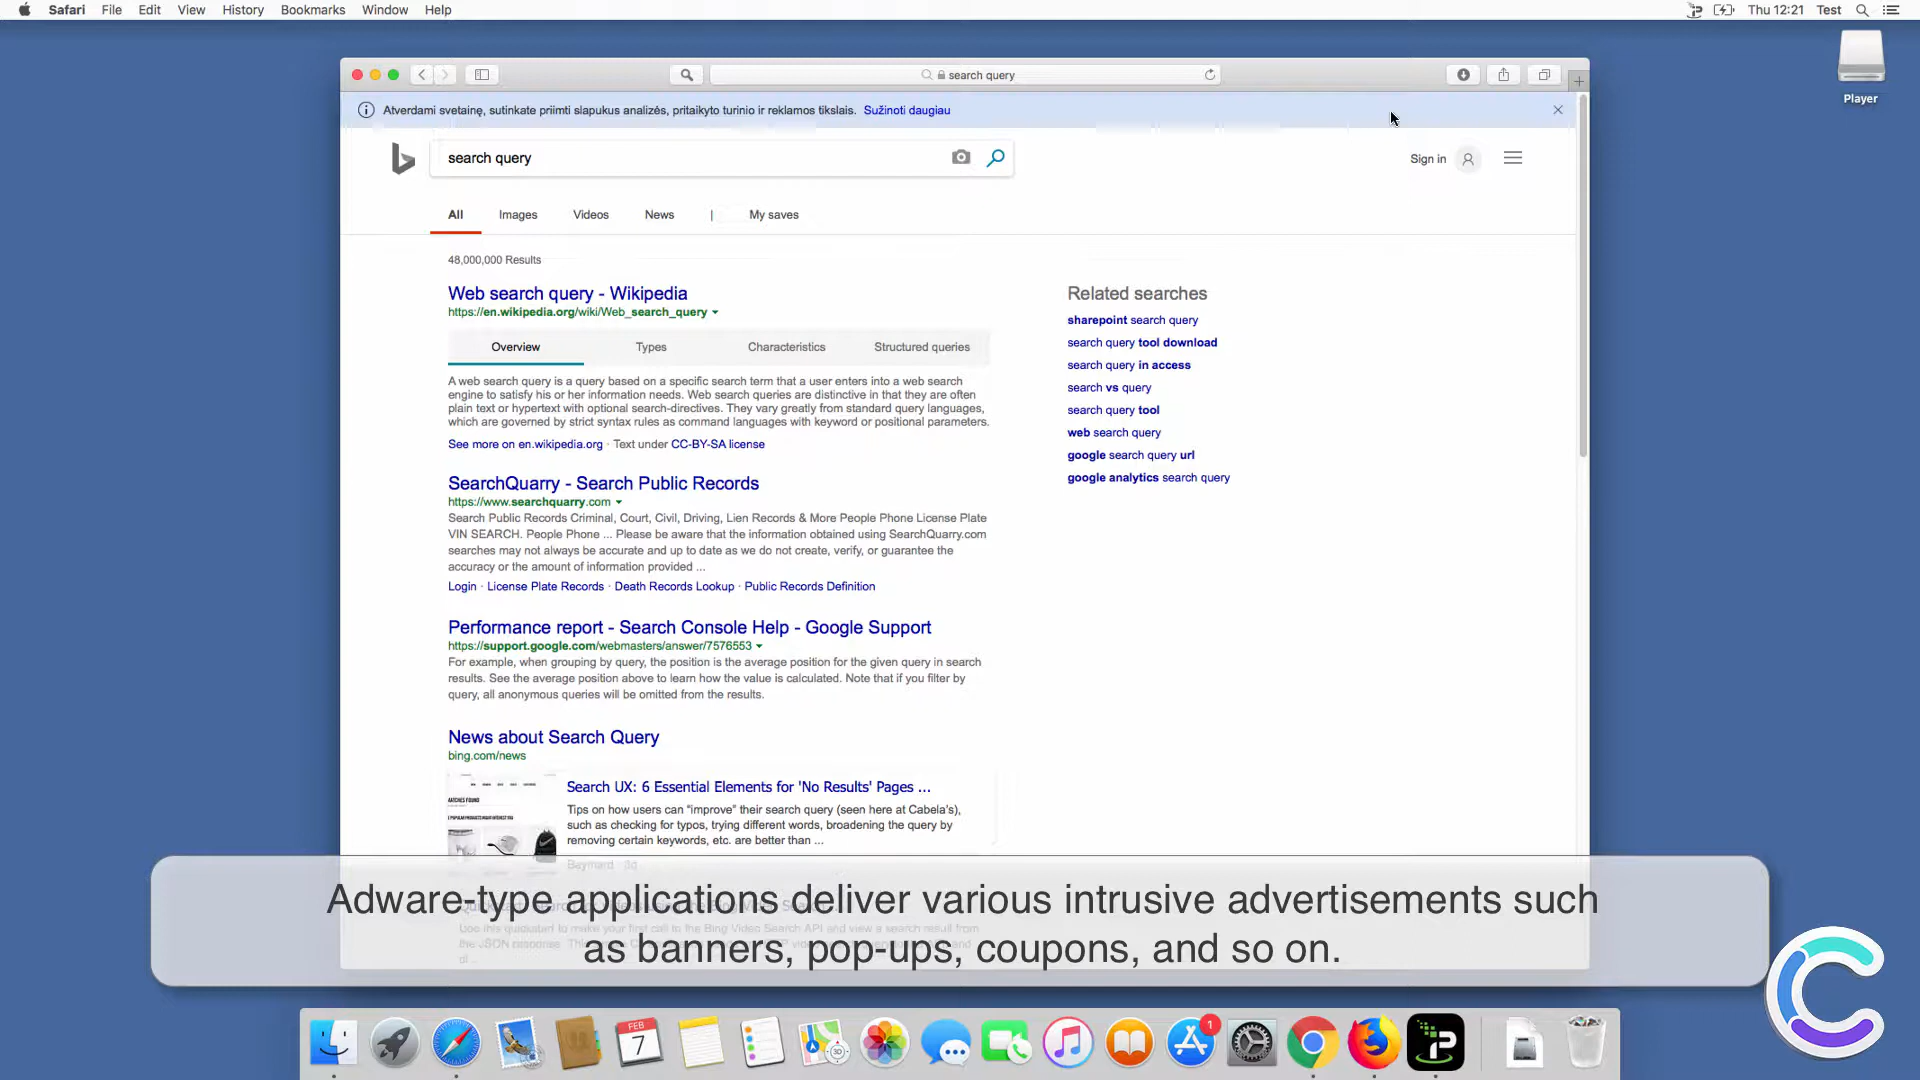 Safari File Edit View History Bookmarks Window Help Thu 12:21 Test
Player
search query
Atverdami svetainę, sutinkate priimti slapukus analizės, pritaikyto turinio ir reklamos tikslais. Sužinoti daugiau
search query
Sign in
All Images Videos News | My saves
48,000,000 Results
Web search query - Wikipedia
https://en.wikipedia.org/wiki/Web_search_query
Overview Types Characteristics Structured queries
A web search query is a query based on a specific search term that a user enters into a web search
engine to satisfy his or her information needs. Web search queries are distinctive in that they are often
plain text or hypertext with optional search-directives. They vary greatly from standard query languages,
which are governed by strict syntax rules as command languages with keyword or positional parameters.
See more on en.wikipedia.org · Text under CC-BY-SA license
SearchQuarry - Search Public Records
https://www.searchquarry.com
Search Public Records Criminal, Court, Civil, Driving, Lien Records & More People Phone License Plate
VIN SEARCH. People Phone ... Please be aware that the information obtained using SearchQuarry.com
searches may not always be accurate and up to date as we do not create, verify, or guarantee the
accuracy or the amount of information provided ...
Login · License Plate Records · Death Records Lookup · Public Records Definition
Performance report - Search Console Help - Google Support
https://support.google.com/webmasters/answer/7576553
For example, when grouping by query, the position is the average position for the given query in search
results. See the average position above to learn how the value is calculated. Note that if you filter by
query, all anonymous queries will be omitted from the results.
News about Search Query
bing.com/news
Search UX: 6 Essential Elements for 'No Results' Pages ...
Tips on how users can “improve” their search query (seen here at Cabela's),
such as checking for typos, trying different words, broadening the query by
removing certain keywords, etc. are better than ...
Baymard · 3d
Related searches
sharepoint search query
search query tool download
search query in access
search vs query
search query tool
web search query
google search query url
google analytics search query
Adware-type applications deliver various intrusive advertisements such
as banners, pop-ups, coupons, and so on.
FEB
7
3D
1